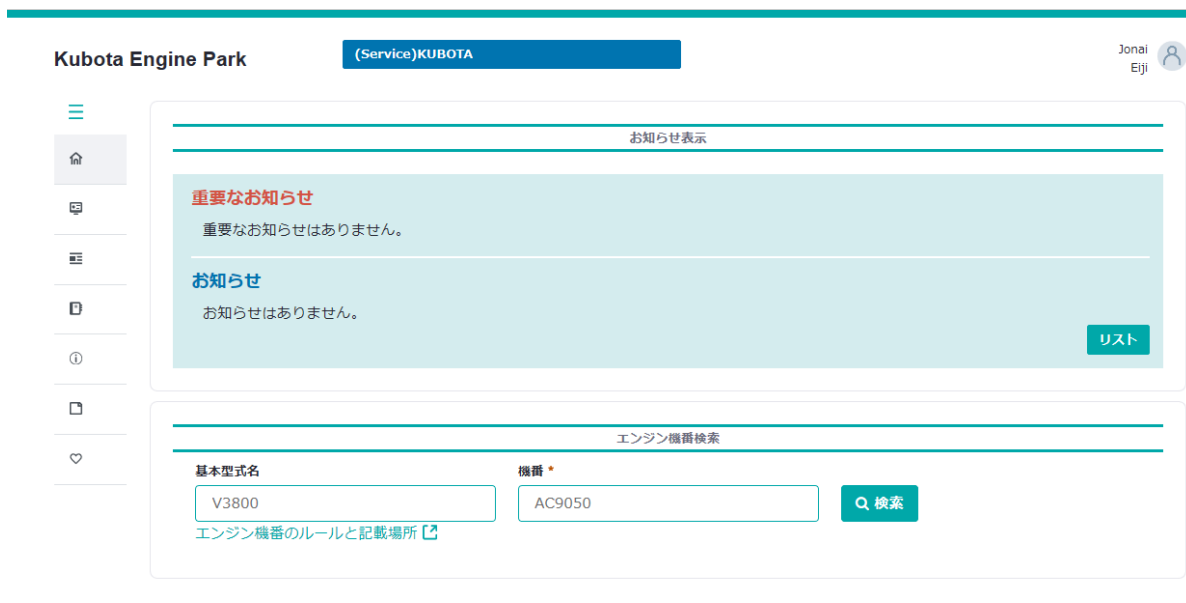 Kubota Engine Park
(Service)KUBOTA
Jonai
Eiji
お知らせ表示
重要なお知らせ
重要なお知らせはありません。
お知らせ
お知らせはありません。
リスト
エンジン機番検索
基本型式名
機番 *
V3800
AC9050
検索
エンジン機番のルールと記載場所